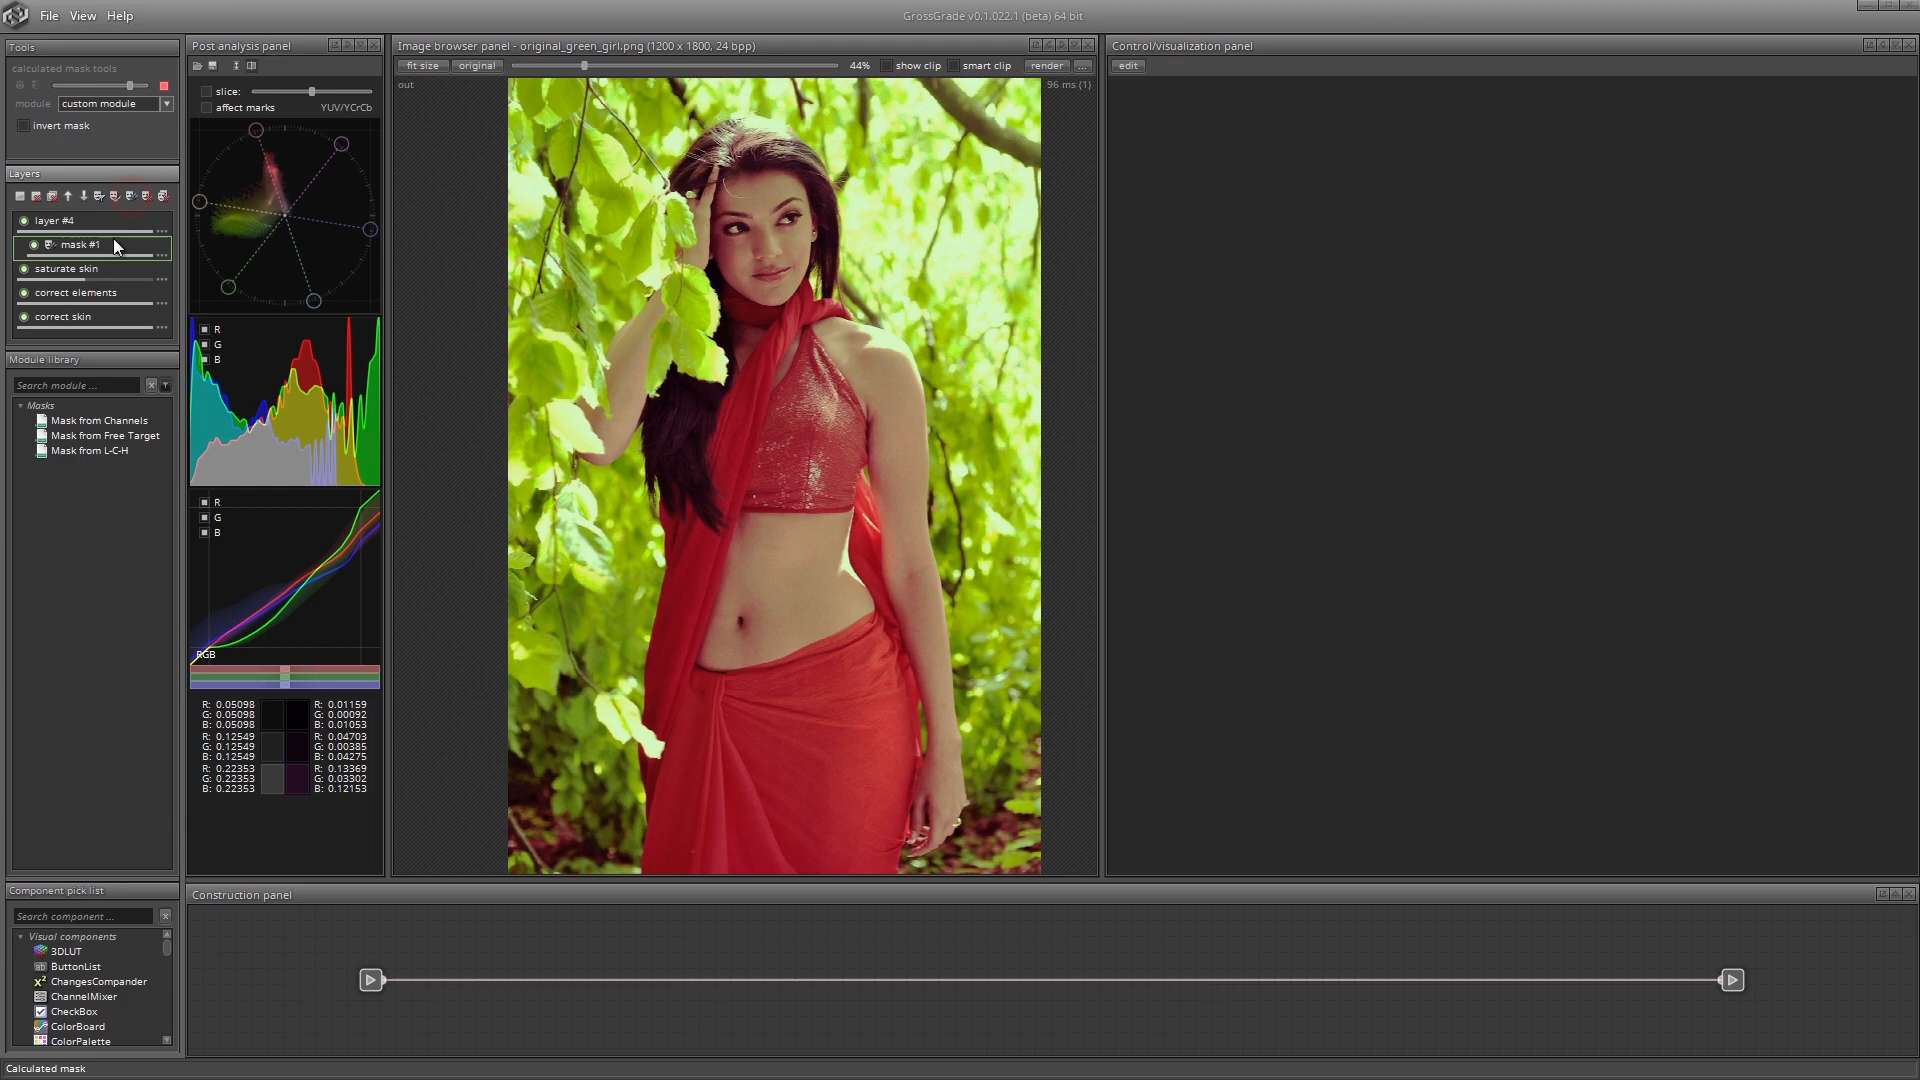 File View Help
GrossGrade v0.1.022.1 (beta) 64 bit
Tools
calculated mask tools
module custom module
invert mask
Layers
layer #4
mask #1
saturate skin
correct elements
correct skin
Module library
Search module ...
Masks
Mask from Channels
Mask from Free Target
Mask from L-C-H
Component pick list
Search component ...
Visual components
3DLUT
ButtonList
ChangesCompander
ChannelMixer
CheckBox
ColorBoard
ColorPalette
Calculated mask
Post analysis panel
slice:
affect marks YUV/YCrCb
R
G
B
R
G
B
RGB
R: 0.05098 R: 0.01159
G: 0.05098 G: 0.00092
B: 0.05098 B: 0.01053
R: 0.12549 R: 0.04703
G: 0.12549 G: 0.00385
B: 0.12549 B: 0.04275
R: 0.22353 R: 0.13369
G: 0.22353 G: 0.03302
B: 0.22353 B: 0.12153
Image browser panel - original_green_girl.png (1200 x 1800, 24 bpp)
fit size original 44% show clip smart clip render ...
out 96 ms (1)
Control/visualization panel
edit
Construction panel